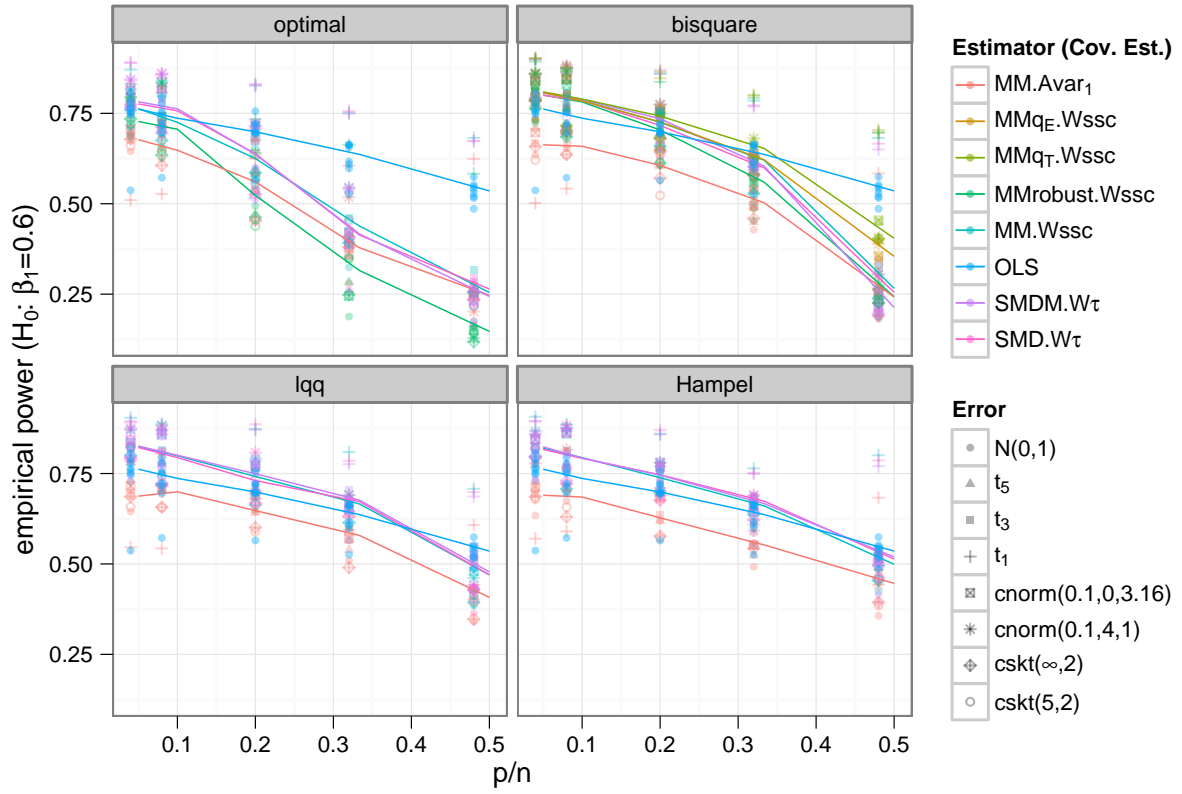 optimal
bisquare
lqq
Hampel
0.75
0.50
0.25
0.75
0.50
0.25
0.1 0.2 0.3 0.4 0.5
0.1 0.2 0.3 0.4 0.5
p/n
empirical power (H₀: β₁=0.6)
Estimator (Cov. Est.)
MM.Avar₁
MMqE.Wssc
MMqT.Wssc
MMrobust.Wssc
MM.Wssc
OLS
SMDM.Wτ
SMD.Wτ
Error
N(0,1)
t₅
t₃
t₁
cnorm(0.1,0,3.16)
cnorm(0.1,4,1)
cskt(∞,2)
cskt(5,2)